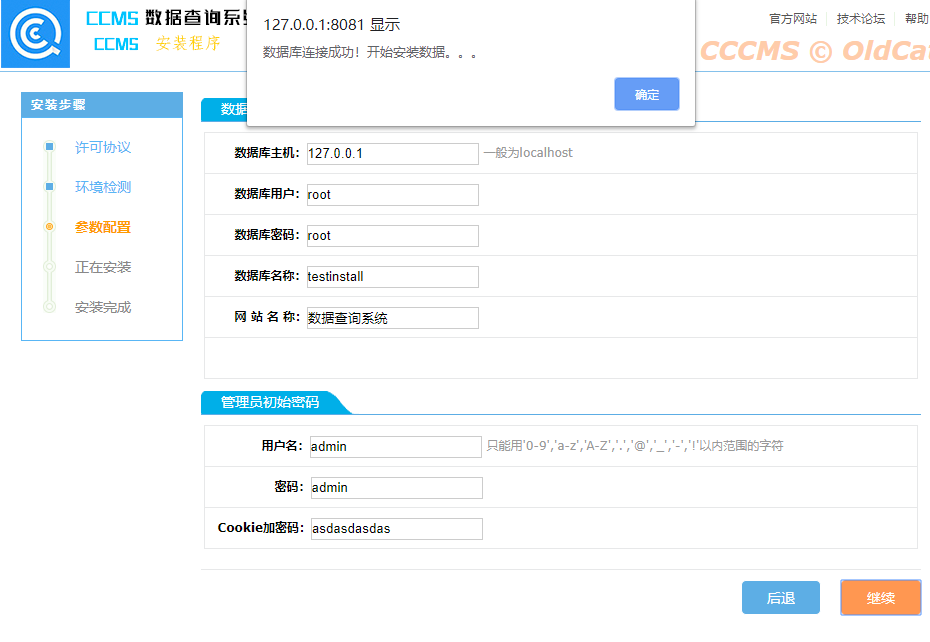 CCMS 数据查询系
CCMS 安装程序
127.0.0.1:8081 显示
数据库连接成功！开始安装数据。。。
确定
官方网站 技术论坛 帮助
CCCMS © OldCa
安装步骤
许可协议
环境检测
参数配置
正在安装
安装完成
数据
数据库主机： 127.0.0.1 一般为localhost
数据库用户： root
数据库密码： root
数据库名称： testinstall
网 站 名 称： 数据查询系统
管理员初始密码
用户名： admin 只能用'0-9','a-z','A-Z','.','@','_','-','!'以内范围的字符
密码： admin
Cookie加密码： asdasdasdas
后退 继续